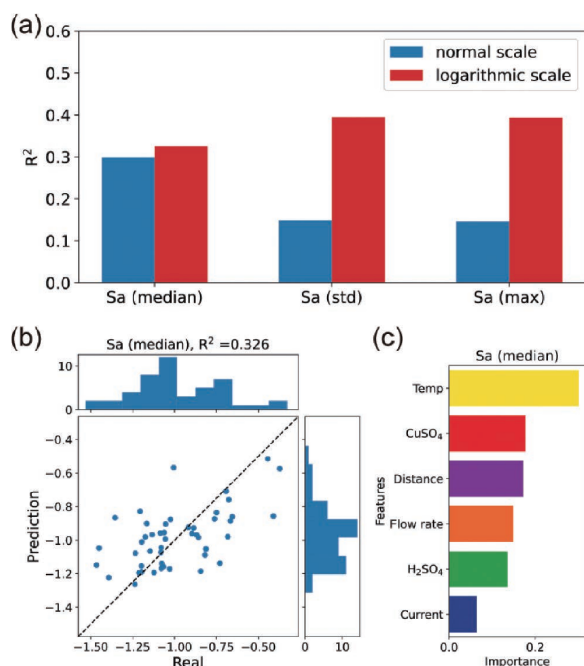 (a)
0.6
0.5
0.4
0.3
0.2
0.1
0.0
R²
normal scale
logarithmic scale
Sa (median)
Sa (std)
Sa (max)
(b)
Sa (median), R² =0.326
10
0
−0.4
−0.6
−0.8
−1.0
−1.2
−1.4
Prediction
−1.50
−1.25
−1.00
−0.75
−0.50
Real
0
10
(c)
Sa (median)
Temp
CuSO₄
Distance
Flow rate
H₂SO₄
Current
Features
0.0
0.2
Importance